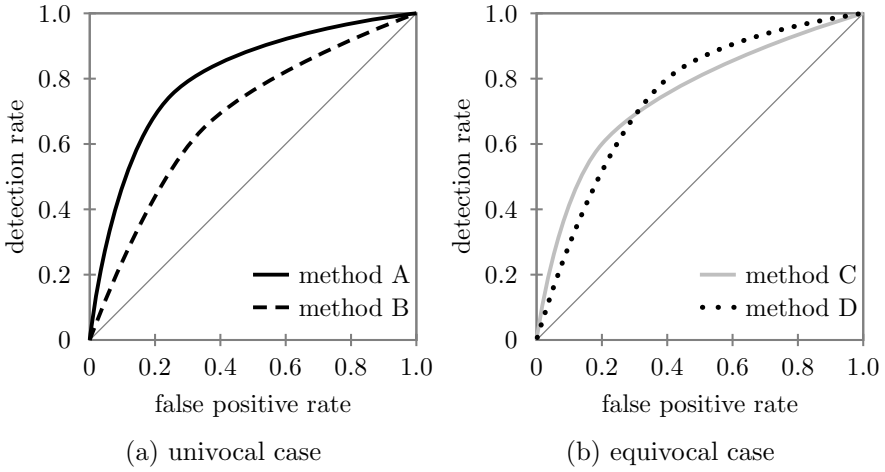 1.0
0.8
0.6
0.4
0.2
0
detection rate
method A
method B
0 0.2 0.4 0.6 0.8 1.0
false positive rate
(a) univocal case
1.0
0.8
0.6
0.4
0.2
0
detection rate
method C
method D
0 0.2 0.4 0.6 0.8 1.0
false positive rate
(b) equivocal case